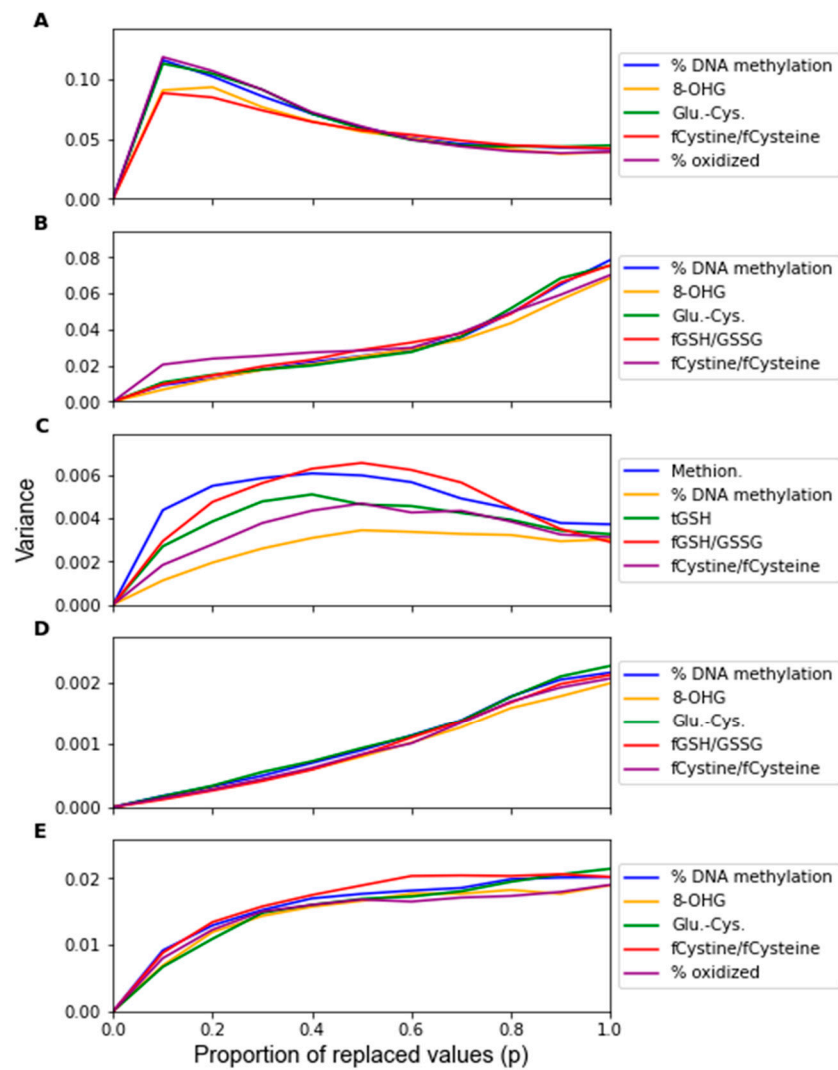 A
0.10
0.05
0.00
% DNA methylation
8-OHG
Glu.-Cys.
fCystine/fCysteine
% oxidized
B
0.08
0.06
0.04
0.02
0.00
% DNA methylation
8-OHG
Glu.-Cys.
fGSH/GSSG
fCystine/fCysteine
C
0.006
0.004
0.002
0.000
Methion.
% DNA methylation
tGSH
fGSH/GSSG
fCystine/fCysteine
Variance
D
0.002
0.001
0.000
% DNA methylation
8-OHG
Glu.-Cys.
fGSH/GSSG
fCystine/fCysteine
E
0.02
0.01
0.00
% DNA methylation
8-OHG
Glu.-Cys.
fCystine/fCysteine
% oxidized
0.0 0.2 0.4 0.6 0.8 1.0
Proportion of replaced values (p)